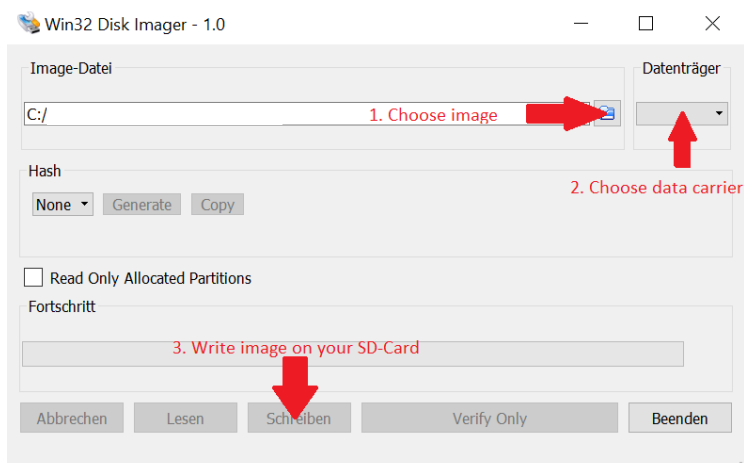 Win32 Disk Imager - 1.0
Image-Datei
Datenträger
C:/
1. Choose image
Hash
2. Choose data carrier
None
Generate
Copy
Read Only Allocated Partitions
Fortschritt
3. Write image on your SD-Card
Abbrechen
Lesen
Schreiben
Verify Only
Beenden